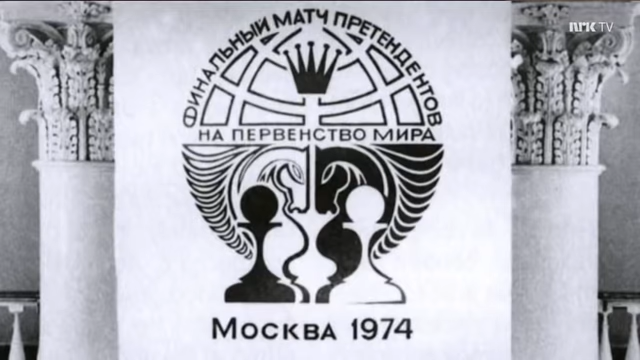 NRK TV
ФИНАЛЬНЫЙ МАТЧ ПРЕТЕНДЕНТОВ
НА ПЕРВЕНСТВО МИРА
МОСКВА 1974